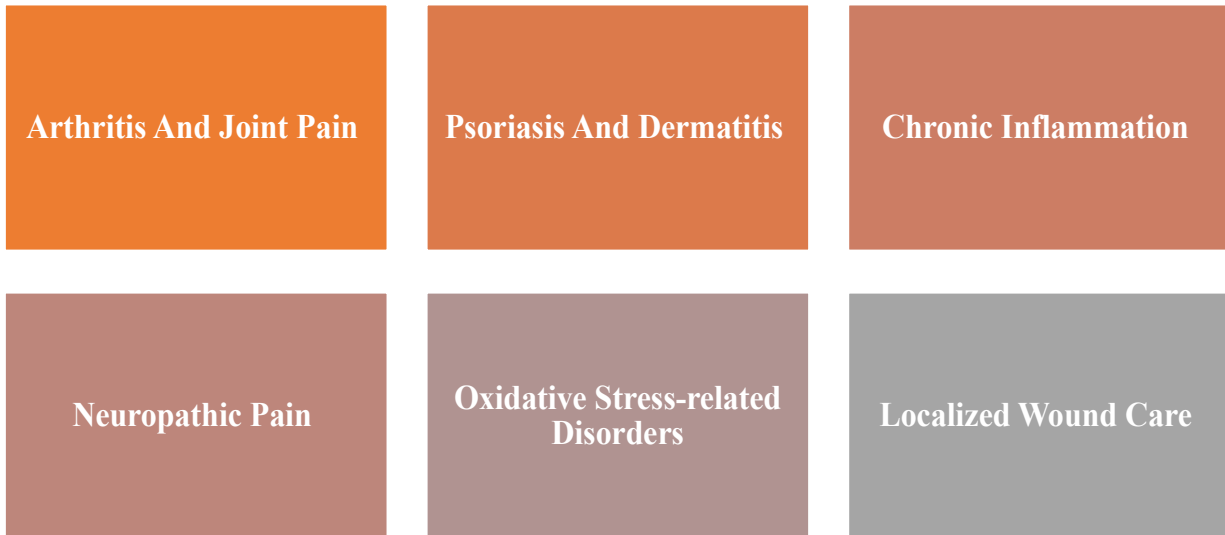 Arthritis And Joint Pain
Psoriasis And Dermatitis
Chronic Inflammation
Neuropathic Pain
Oxidative Stress-related
Disorders
Localized Wound Care